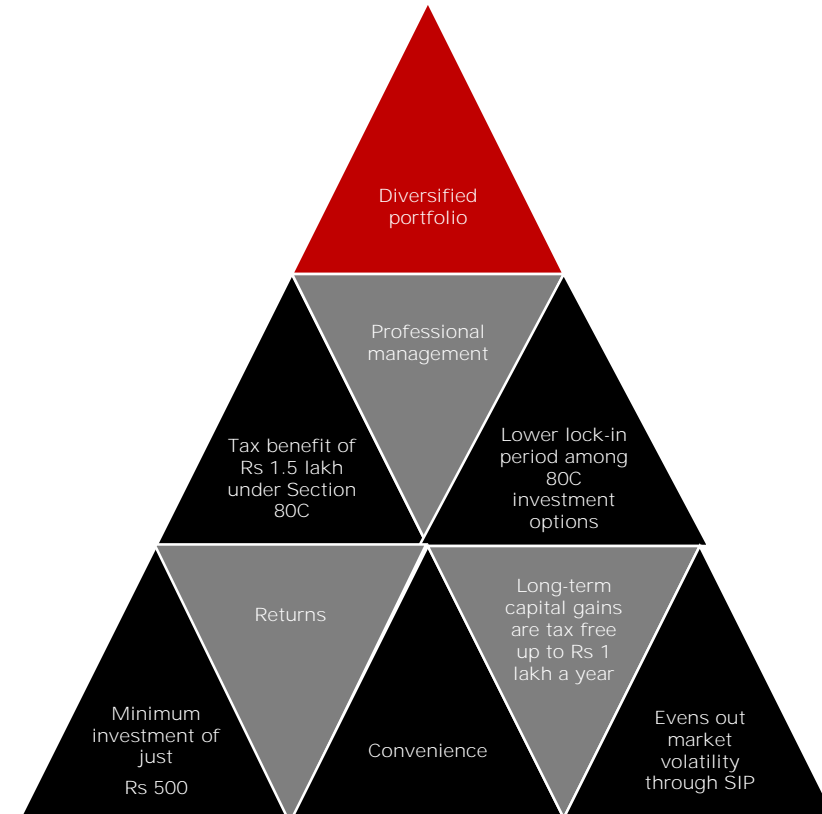 Diversified
portfolio
Professional
management
Tax benefit of
Rs 1.5 lakh
under Section
80C
Lower lock-in
period among
80C
investment
options
Returns
Long-term
capital gains
are tax free
up to Rs 1
lakh a year
Minimum
investment of
just
Rs 500
Convenience
Evens out
market
volatility
through SIP